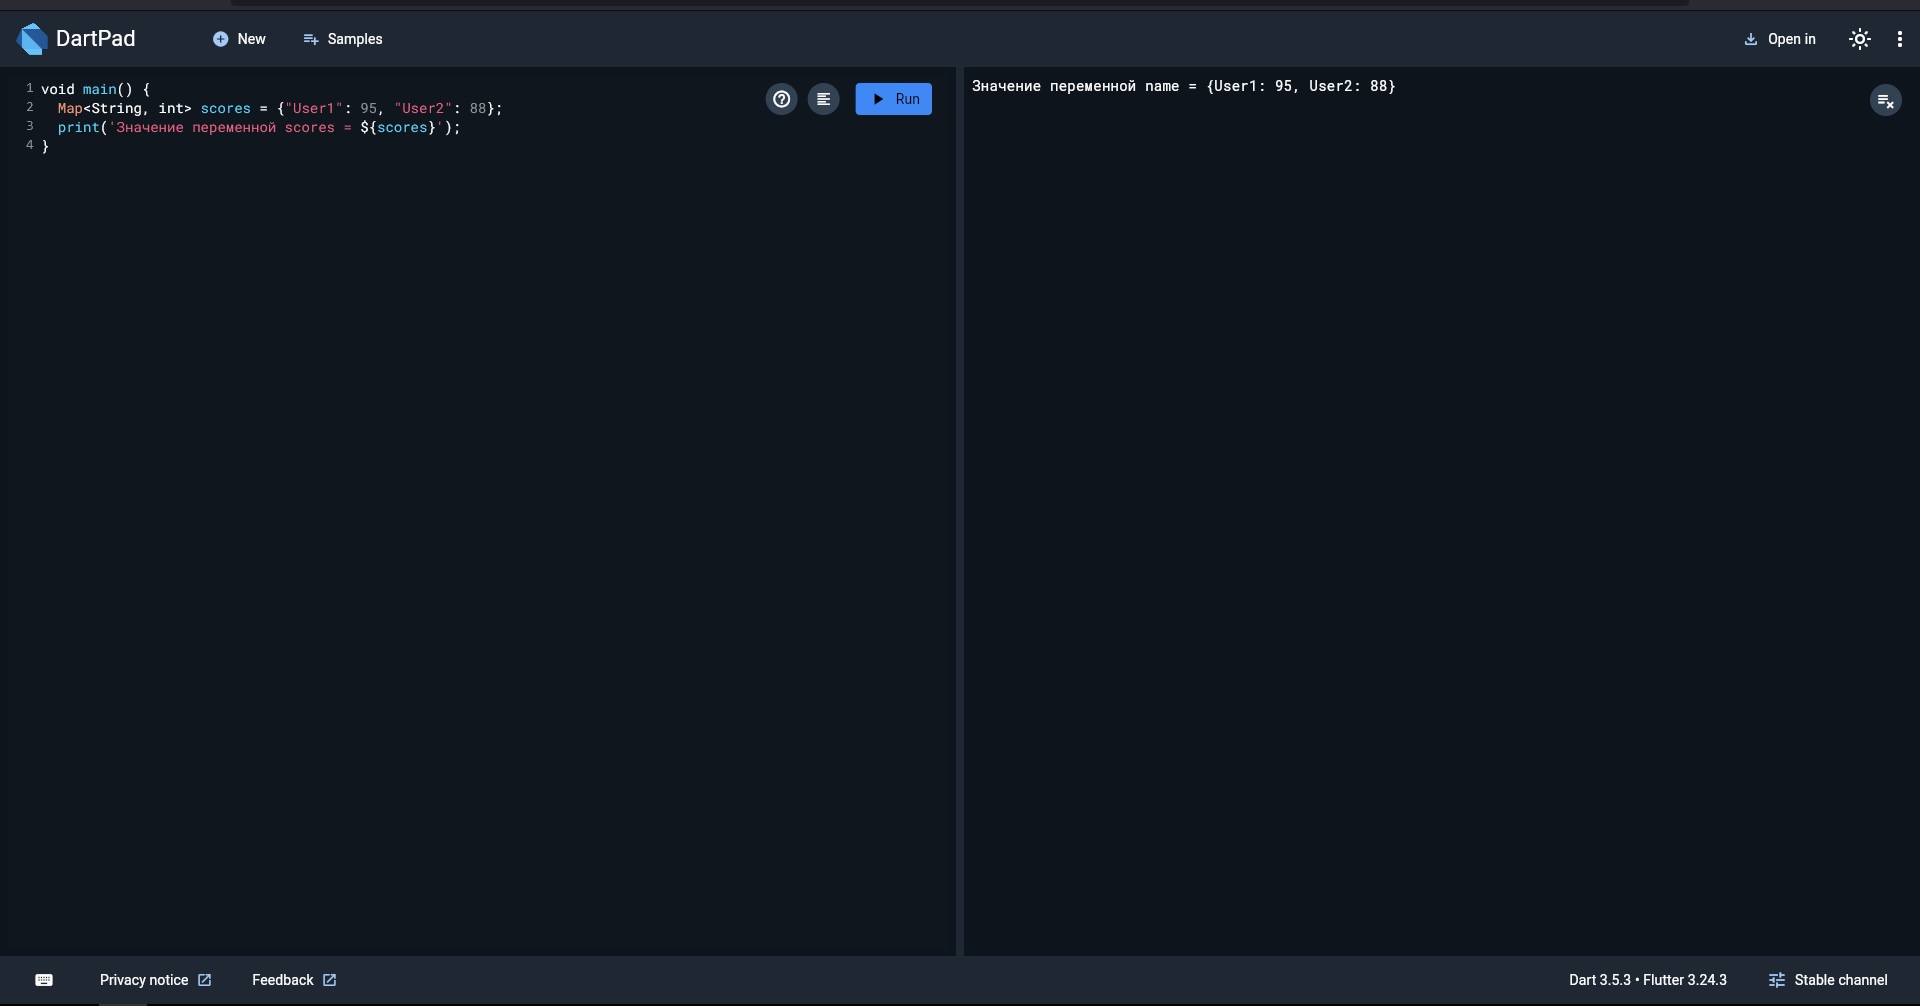 DartPad New Samples Open in
1 void main() {
2 Map<String, int> scores = {"User1": 95, "User2": 88};
3 print('Значение переменной scores = ${scores}');
4 }
Run
Значение переменной name = {User1: 95, User2: 88}
Privacy notice Feedback Dart 3.5.3 • Flutter 3.24.3 Stable channel